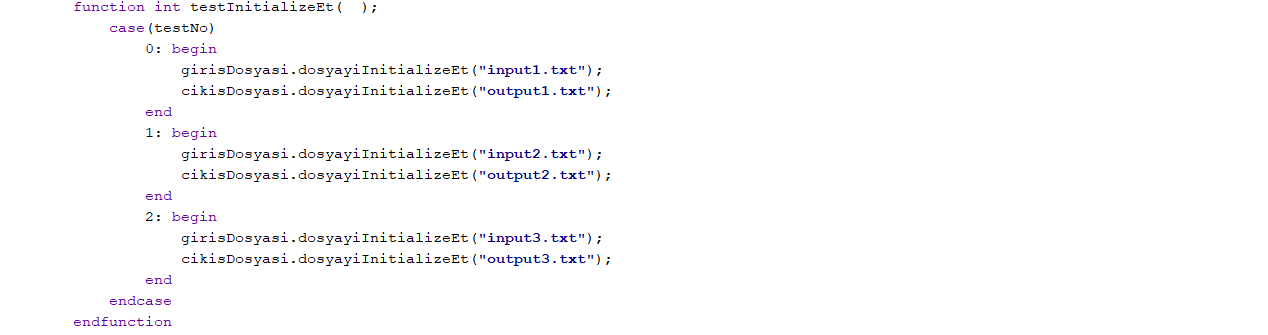 function int testInitializeEt(  );
case(testNo)
0: begin
girisDosyasi.dosyayiInitializeEt("input1.txt");
cikisDosyasi.dosyayiInitializeEt("output1.txt");
end
1: begin
girisDosyasi.dosyayiInitializeEt("input2.txt");
cikisDosyasi.dosyayiInitializeEt("output2.txt");
end
2: begin
girisDosyasi.dosyayiInitializeEt("input3.txt");
cikisDosyasi.dosyayiInitializeEt("output3.txt");
end
endcase
endfunction